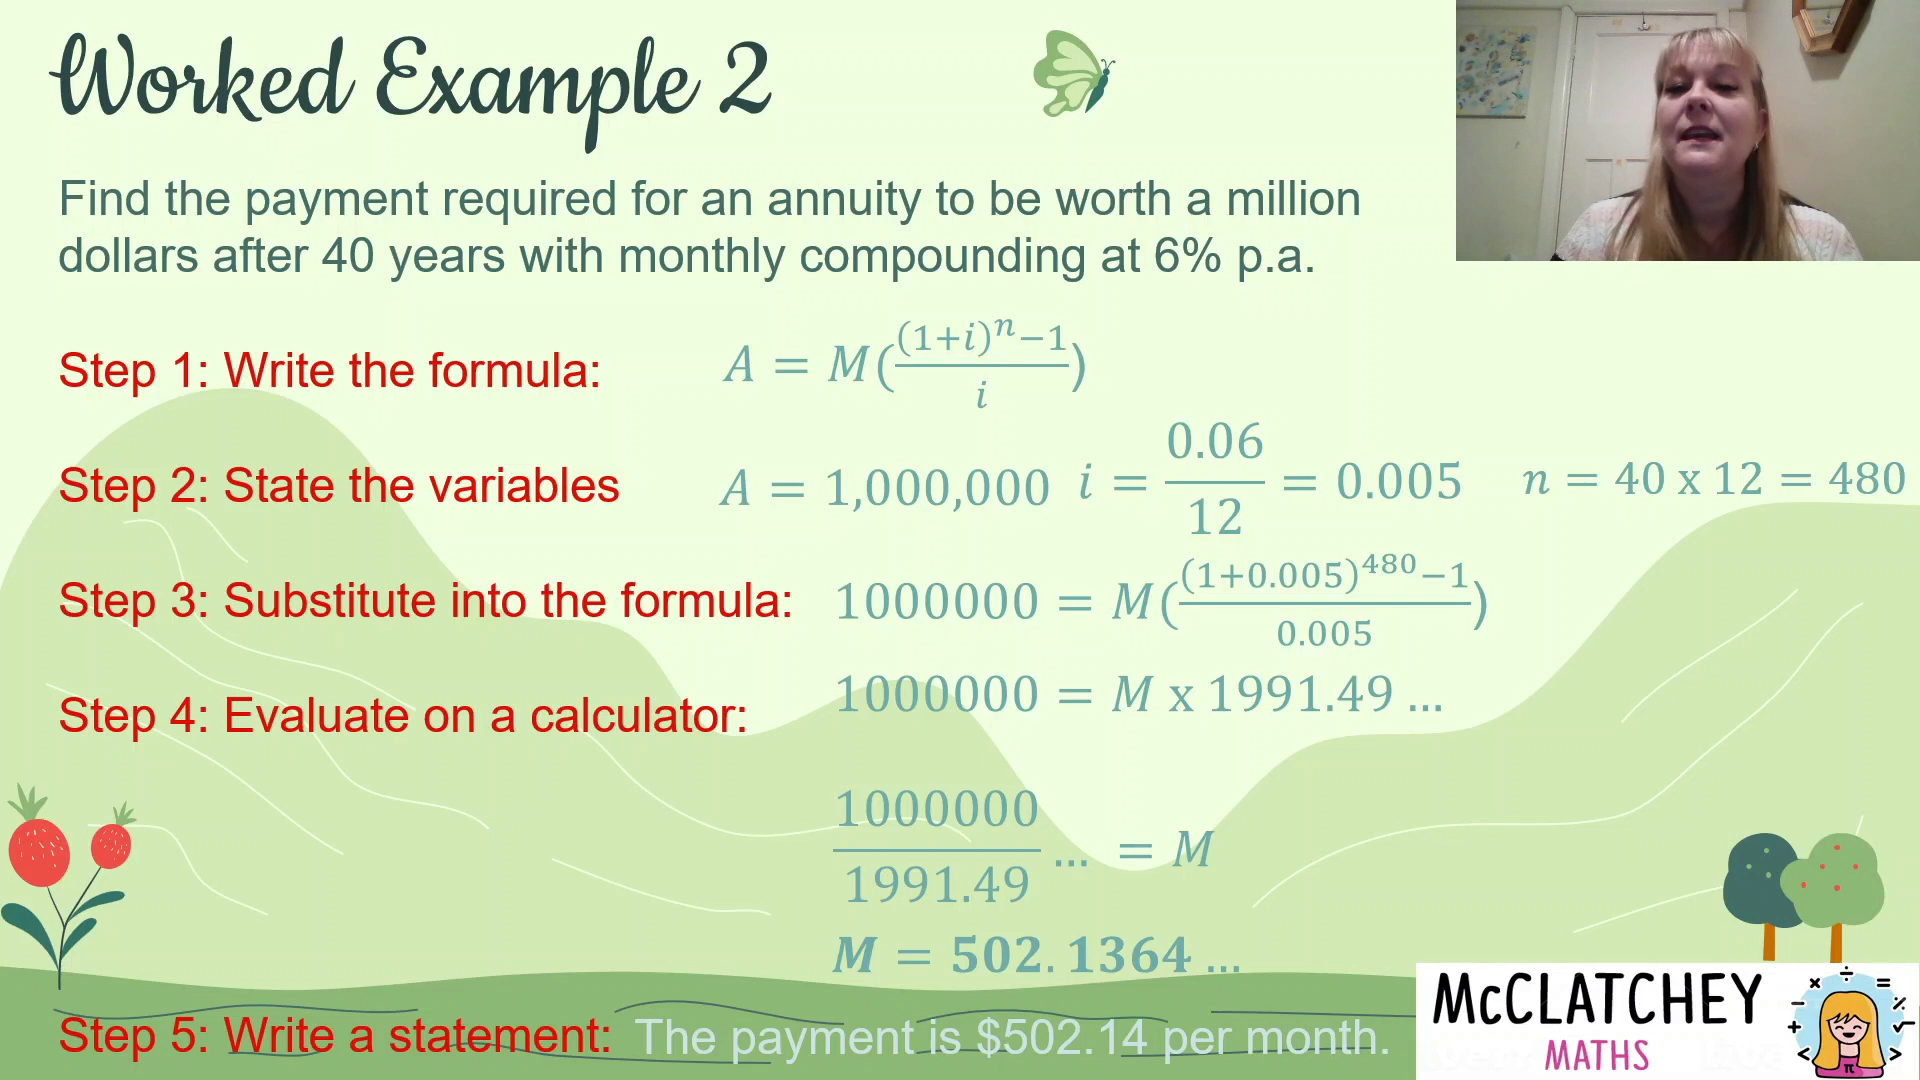 Worked Example 2
Find the payment required for an annuity to be worth a million
dollars after 40 years with monthly compounding at 6% p.a.
Step 1: Write the formula: A = M((1+i)^n−1/i)
Step 2: State the variables A = 1,000,000 i = 0.06/12 = 0.005 n = 40 x 12 = 480
Step 3: Substitute into the formula: 1000000 = M((1+0.005)^480−1/0.005)
Step 4: Evaluate on a calculator: 1000000 = M x 1991.49 ...
1000000/1991.49 ... = M
M = 502.1364 ...
Step 5: Write a statement: The payment is $502.14 per month.
McCLATCHEY
MATHS